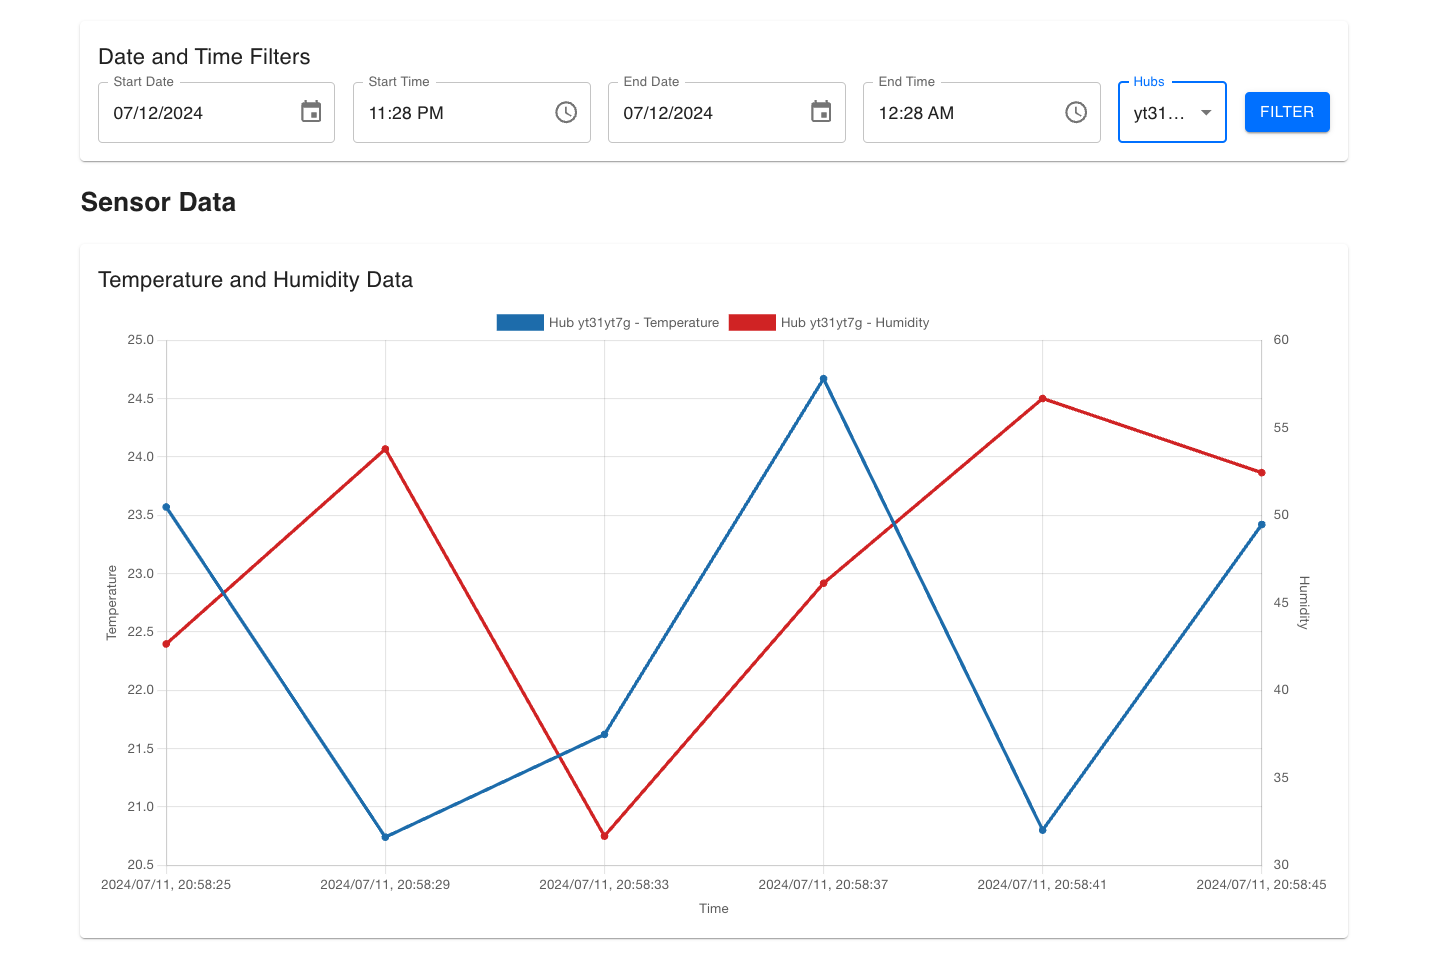 Date and Time Filters
Start Date
Start Time
End Date
End Time
Hubs
07/12/2024
11:28 PM
07/12/2024
12:28 AM
yt31...
FILTER
Sensor Data
Temperature and Humidity Data
Hub yt31yt7g - Temperature
Hub yt31yt7g - Humidity
25.0
24.5
24.0
23.5
23.0
22.5
22.0
21.5
21.0
20.5
Temperature
60
55
50
45
40
35
30
Humidity
2024/07/11, 20:58:25
2024/07/11, 20:58:29
2024/07/11, 20:58:33
2024/07/11, 20:58:37
2024/07/11, 20:58:41
2024/07/11, 20:58:45
Time